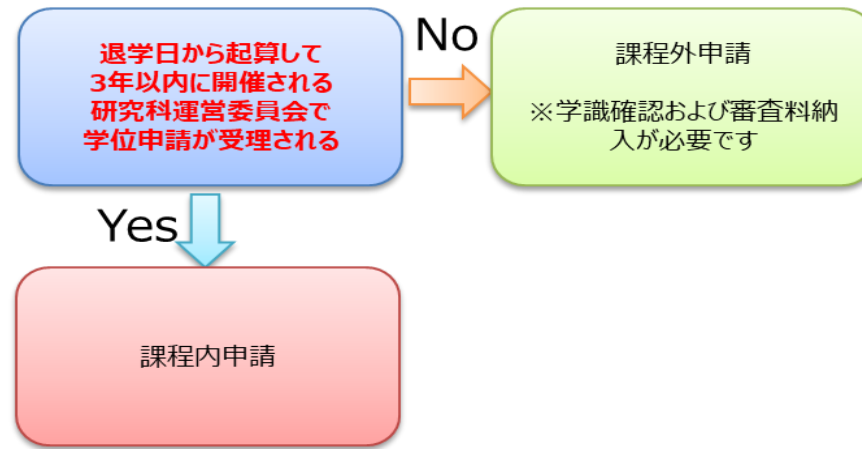 退学日から起算して
3年以内に開催される
研究科運営委員会で
学位申請が受理される
No
課程外申請
※学識確認および審査料納
入が必要です
Yes
課程内申請